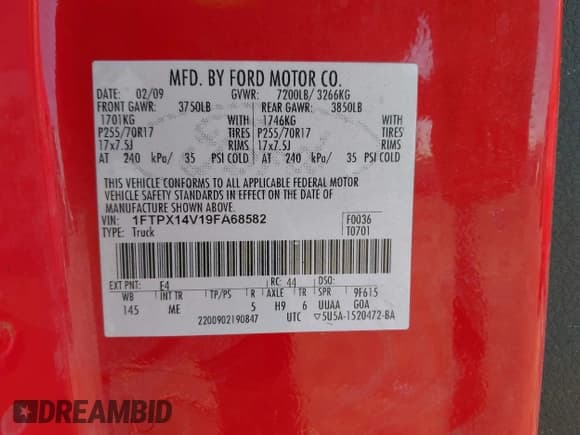 MFD. BY FORD MOTOR CO.
DATE: 02/09 GVWR: 7200LB/ 3266KG
FRONT GAWR: 3750LB REAR GAWR: 3850LB
1701KG WITH 1746KG WITH
P255/70R17 TIRES P255/70R17 TIRES
17x7.5J RIMS 17x7.5J RIMS
AT 240 kPa/ 35 PSI COLD AT 240 kPa/ 35 PSI COLD
THIS VEHICLE CONFORMS TO ALL APPLICABLE FEDERAL MOTOR
VEHICLE SAFETY STANDARDS IN EFFECT ON THE DATE OF
MANUFACTURE SHOWN ABOVE.
VIN: 1FTPX14V19FA68582 F0036
TYPE: Truck T0701
EXT PNT: E4 RC: 44 DSO:
WB INT TR TP/PS R AXLE TR SPR 9F615
145 ME 5 H9 6 UUAA GOA
2200902190847 UTC ▽5U5A-1520472-BA
DREAMBID